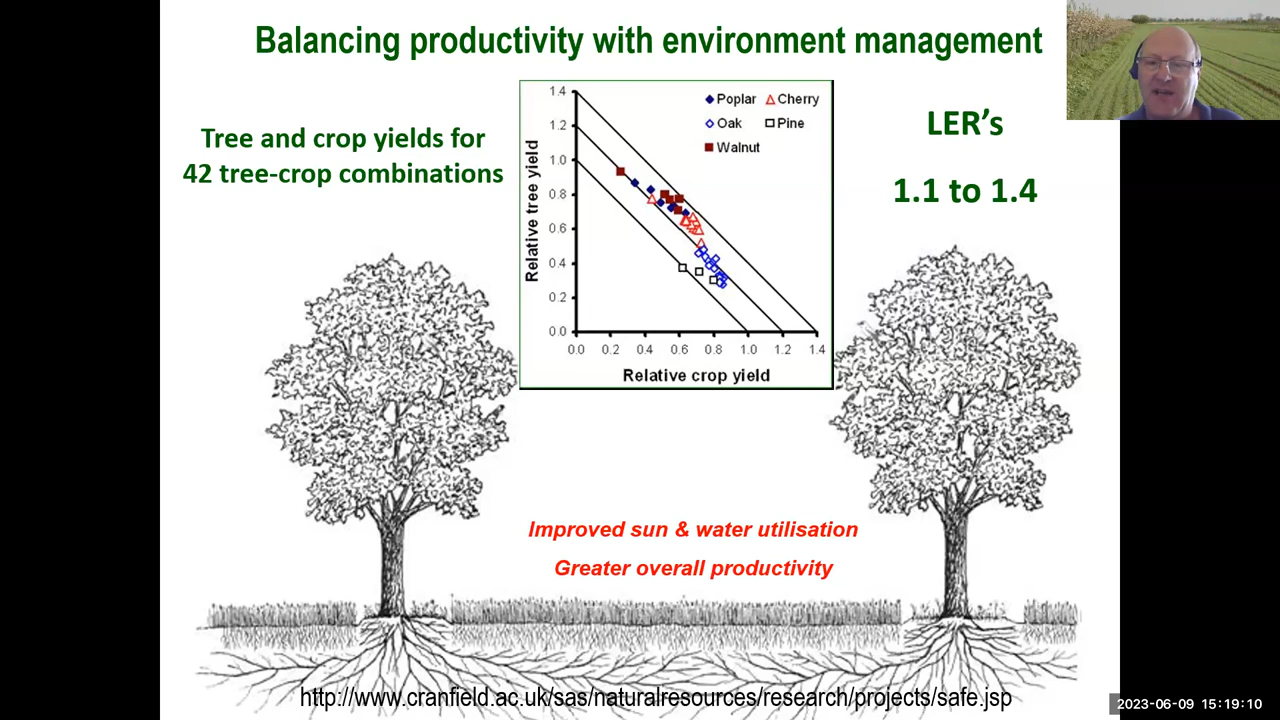 Balancing productivity with environment management
Tree and crop yields for
42 tree-crop combinations
Relative tree yield
1.4
1.2
1.0
0.8
0.6
0.4
0.2
0.0
Poplar Cherry
Oak Pine
Walnut
0.0 0.2 0.4 0.6 0.8 1.0 1.2 1.4
Relative crop yield
LER's
1.1 to 1.4
Improved sun & water utilisation
Greater overall productivity
http://www.cranfield.ac.uk/sas/naturalresources/research/projects/safe.jsp
2023-06-09 15:19:10